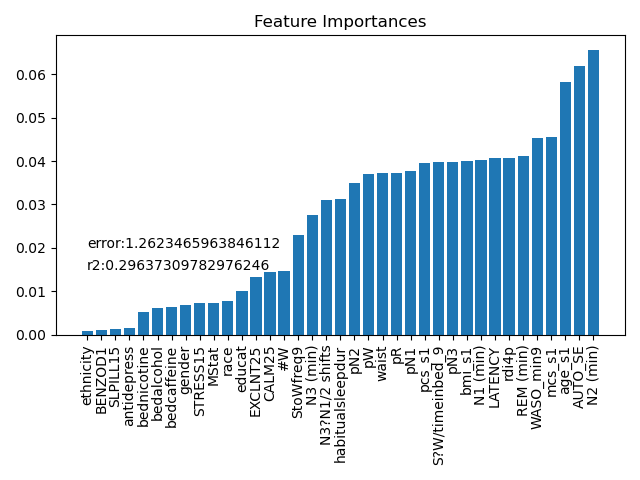 Feature Importances
0.06
0.05
0.04
0.03
0.02
0.01
0.00
error:1.2623465963846112
r2:0.29637309782976246
ethnicity
BENZOD1
SLPILL15
antidepress
bednicotine
bedalcohol
bedcaffeine
gender
STRESS15
MStat
race
educat
EXCLNT25
CALM25
#W
StoWfreq9
N3 (min)
N3?N1/2 shifts
habitualsleepdur
pN2
pW
waist
pR
pN1
pcs_s1
S?W/timeinbed_9
pN3
bmi_s1
N1 (min)
LATENCY
rdi4p
REM (min)
WASO_min9
mcs_s1
age_s1
AUTO_SE
N2 (min)